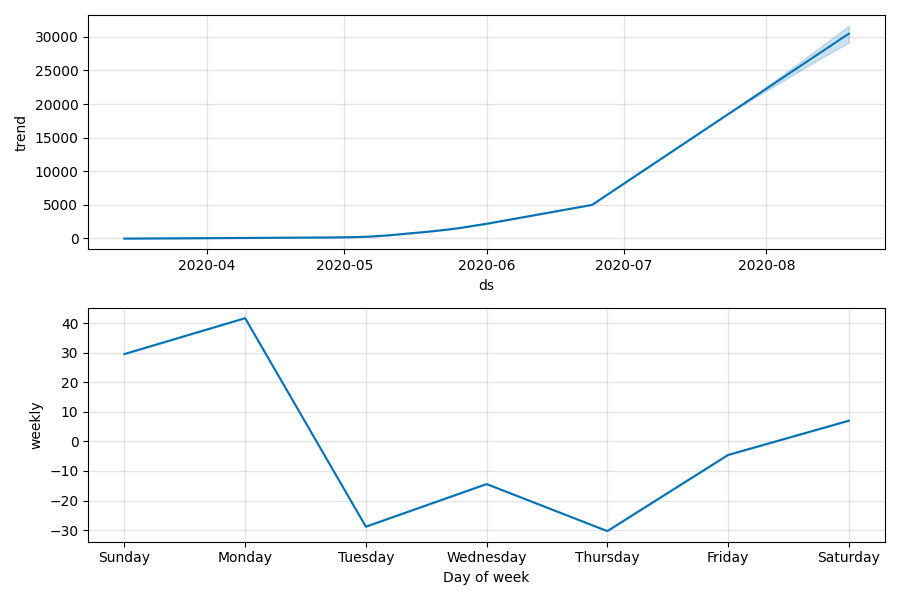 30000
25000
20000
15000
10000
5000
0
trend
2020-04 2020-05 2020-06 2020-07 2020-08
ds
40
30
20
10
0
−10
−20
−30
weekly
Sunday Monday Tuesday Wednesday Thursday Friday Saturday
Day of week